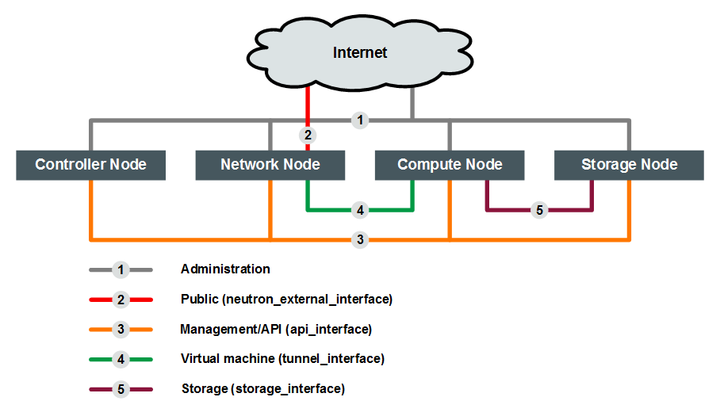 Internet
1
2
Controller Node
Network Node
Compute Node
Storage Node
4
5
3
1 Administration
2 Public (neutron_external_interface)
3 Management/API (api_interface)
4 Virtual machine (tunnel_interface)
5 Storage (storage_interface)